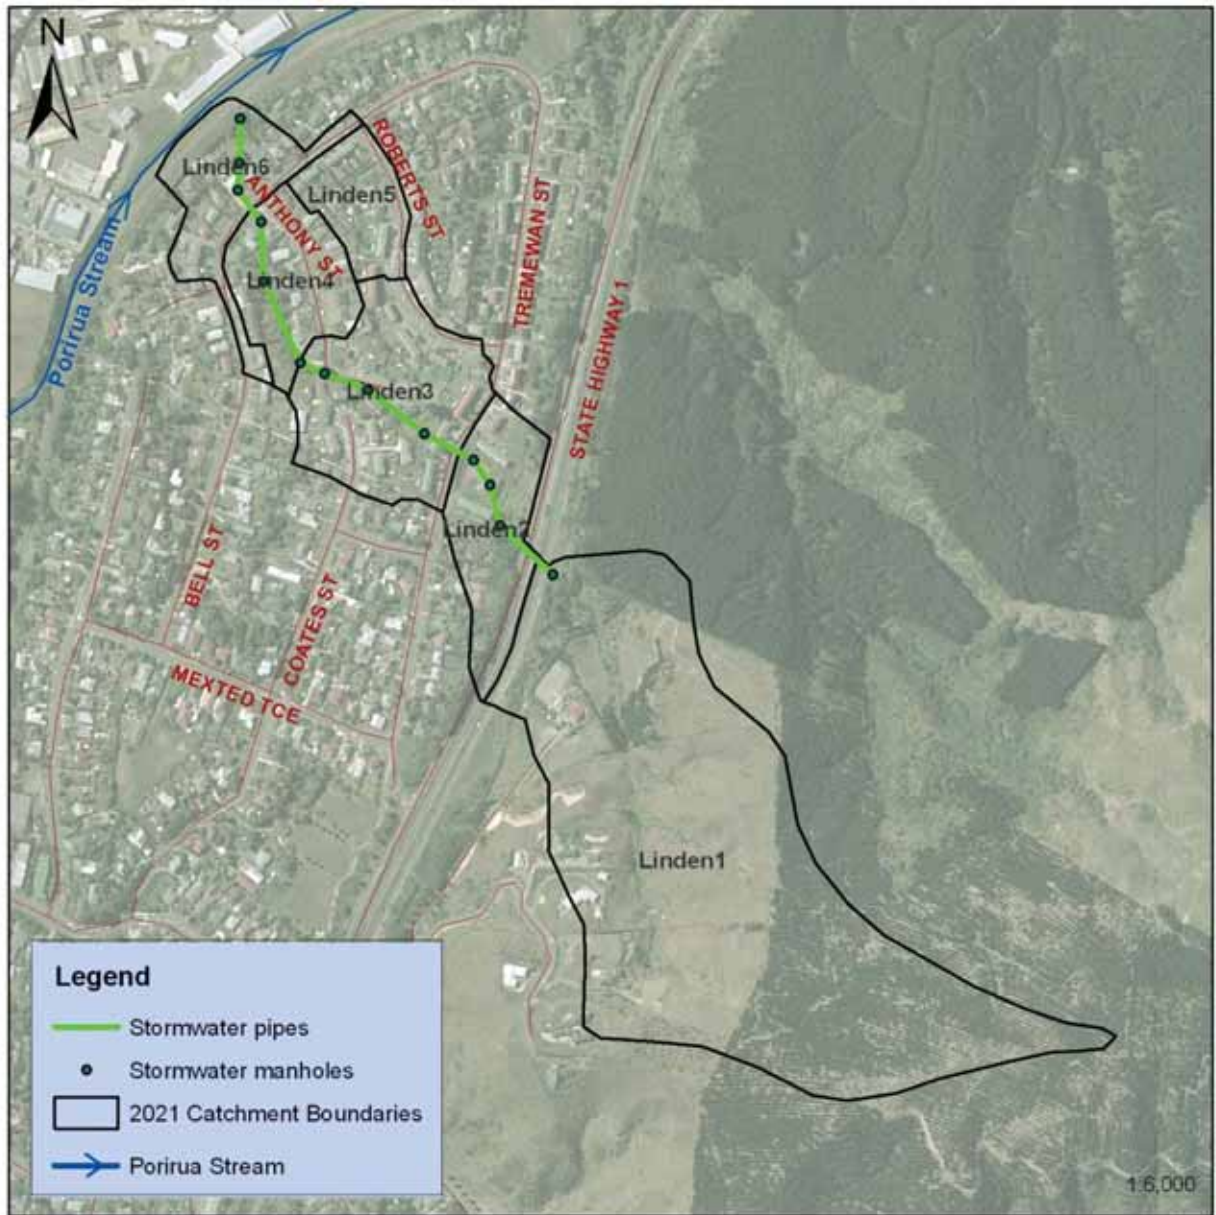 N
Linden6
ANTHONY ST
Linden5
ROBERTS ST
TREMEWAN ST
Porirua Stream
Linden4
STATE HIGHWAY 1
Linden3
Linden2
BELL ST
COATES ST
MEXTED TCE
Linden1
Legend
Stormwater pipes
Stormwater manholes
2021 Catchment Boundaries
Porirua Stream
1:6,000